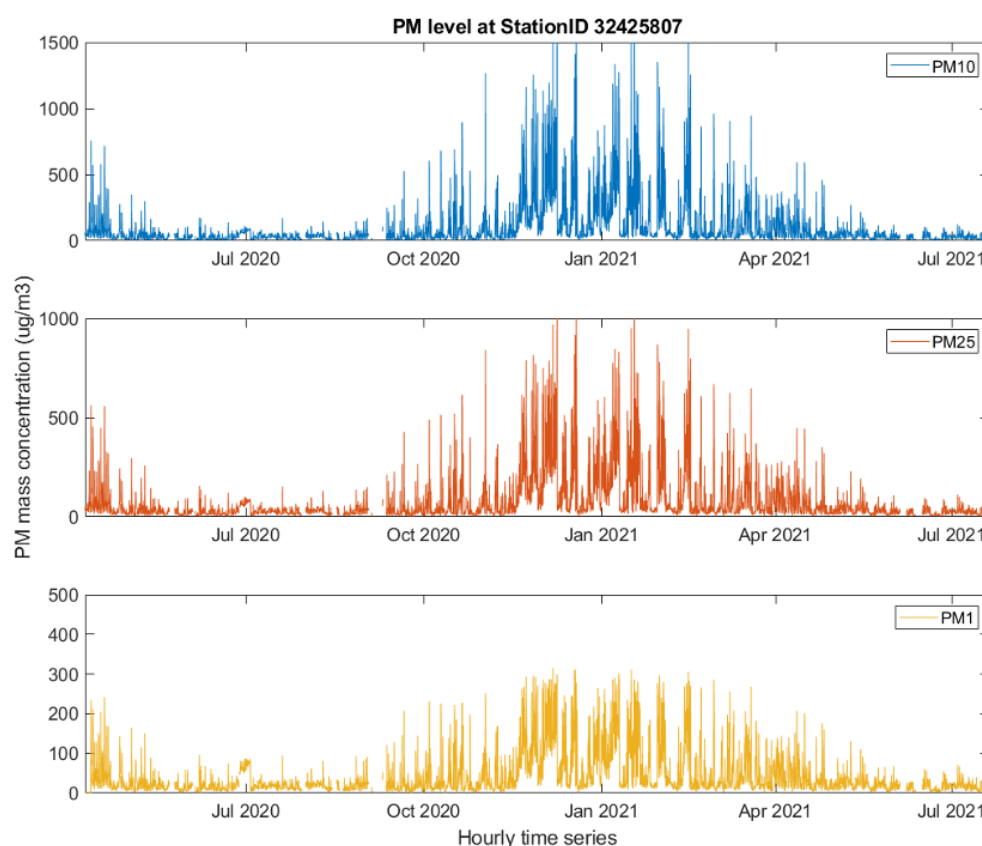 PM level at StationID 32425807
1500
1000
500
0
PM10
Jul 2020 Oct 2020 Jan 2021 Apr 2021 Jul 2021
PM mass concentration (ug/m3)
1000
500
0
PM25
Jul 2020 Oct 2020 Jan 2021 Apr 2021 Jul 2021
500
400
300
200
100
0
PM1
Jul 2020 Oct 2020 Jan 2021 Apr 2021 Jul 2021
Hourly time series